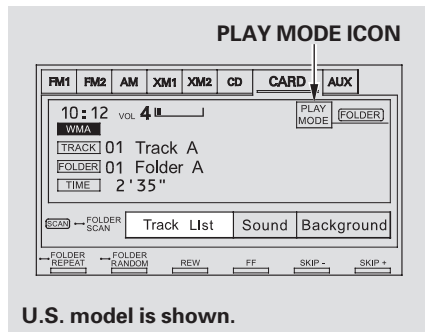 PLAY MODE ICON
FM1 FM2 AM XM1 XM2 CD CARD AUX
10:12 VOL 4 PLAY MODE FOLDER
WMA
TRACK 01 Track A
FOLDER 01 Folder A
TIME 2'35"
SCAN FOLDER SCAN Track LIst Sound Background
FOLDER REPEAT FOLDER RANDOM REW FF SKIP - SKIP +
U.S. model is shown.